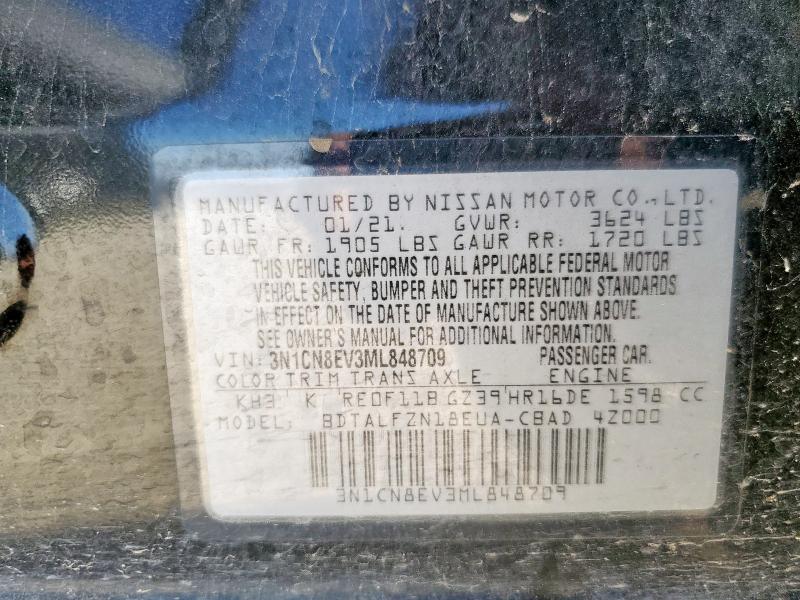 MANUFACTURED BY NISSAN MOTOR CO., LTD.
DATE: 01/21. GVWR: 3624 LBS
GAWR FR: 1905 LBS GAWR RR: 1720 LBS
THIS VEHICLE CONFORMS TO ALL APPLICABLE FEDERAL MOTOR
VEHICLE SAFETY, BUMPER AND THEFT PREVENTION STANDARDS
IN EFFECT ON THE DATE OF MANUFACTURE SHOWN ABOVE.
SEE OWNER'S MANUAL FOR ADDITIONAL INFORMATION.
VIN: 3N1CN8EV3ML848709 PASSENGER CAR.
COLOR TRIM TRANS AXLE ENGINE
KH3 K RE0F11B GZ39 HR16DE 1598 CC
MODEL: BDTALFZN18EUA-CBAD 4Z000
3N1CN8EV3ML848709